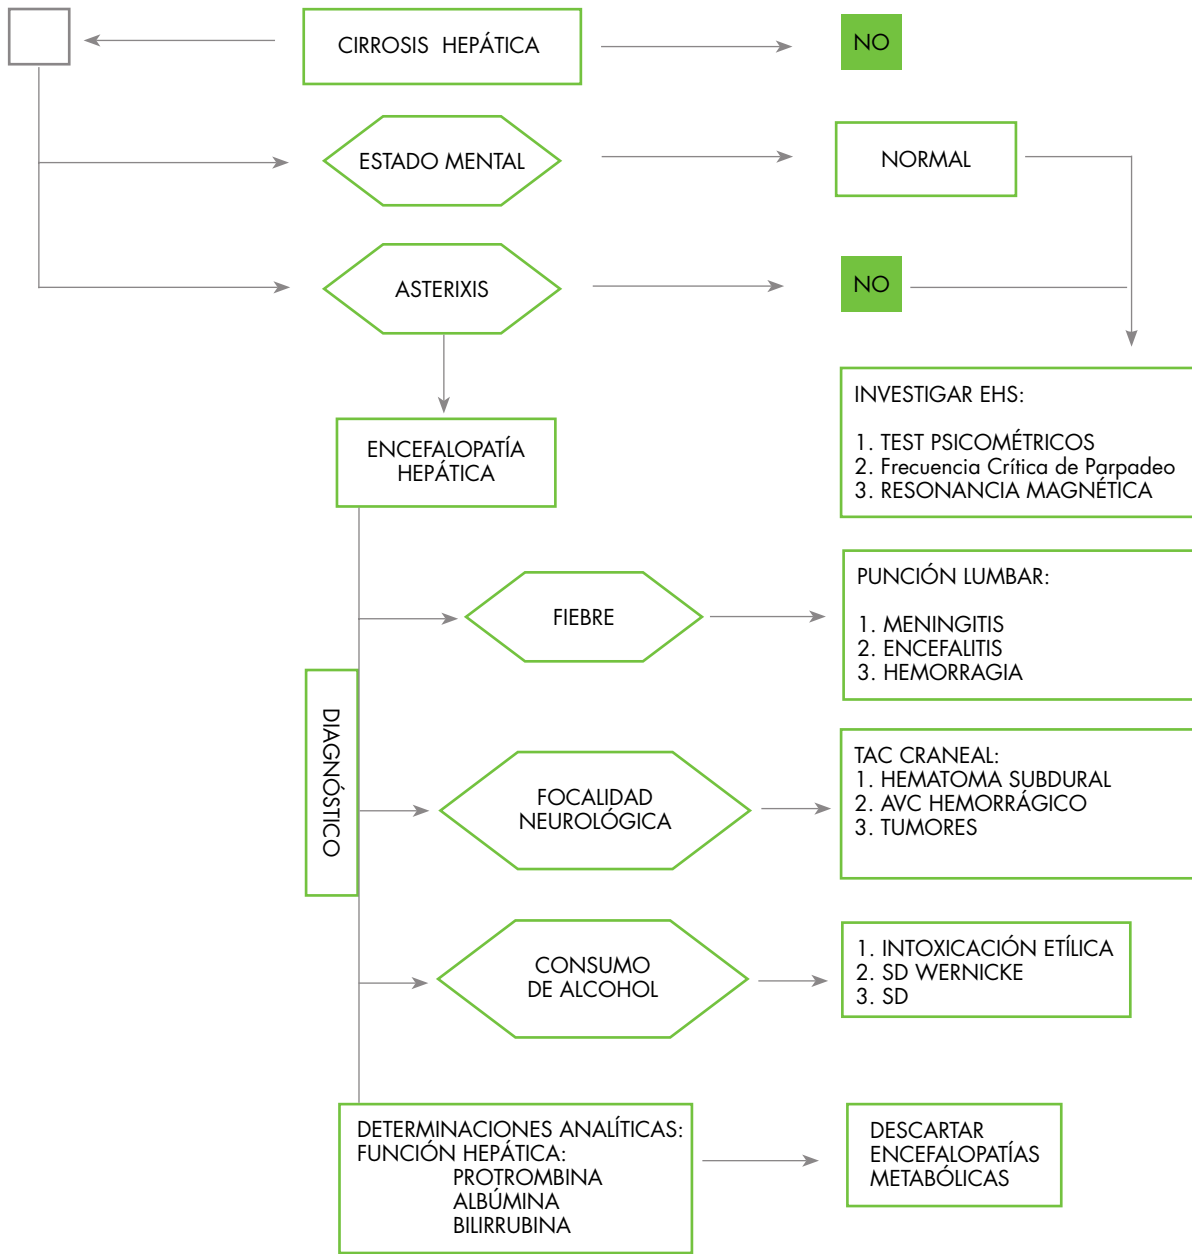 CIRROSIS HEPÁTICA
NO
ESTADO MENTAL
NORMAL
ASTERIXIS
NO
ENCEFALOPATÍA
HEPÁTICA
INVESTIGAR EHS:
1. TEST PSICOMÉTRICOS
2. Frecuencia Crítica de Parpadeo
3. RESONANCIA MAGNÉTICA
DIAGNÓSTICO
FIEBRE
PUNCIÓN LUMBAR:
1. MENINGITIS
2. ENCEFALITIS
3. HEMORRAGIA
FOCALIDAD
NEUROLÓGICA
TAC CRANEAL:
1. HEMATOMA SUBDURAL
2. AVC HEMORRÁGICO
3. TUMORES
CONSUMO
DE ALCOHOL
1. INTOXICACIÓN ETÍLICA
2. SD WERNICKE
3. SD
DETERMINACIONES ANALÍTICAS:
FUNCIÓN HEPÁTICA:
PROTROMBINA
ALBÚMINA
BILIRRUBINA
DESCARTAR
ENCEFALOPATÍAS
METABÓLICAS